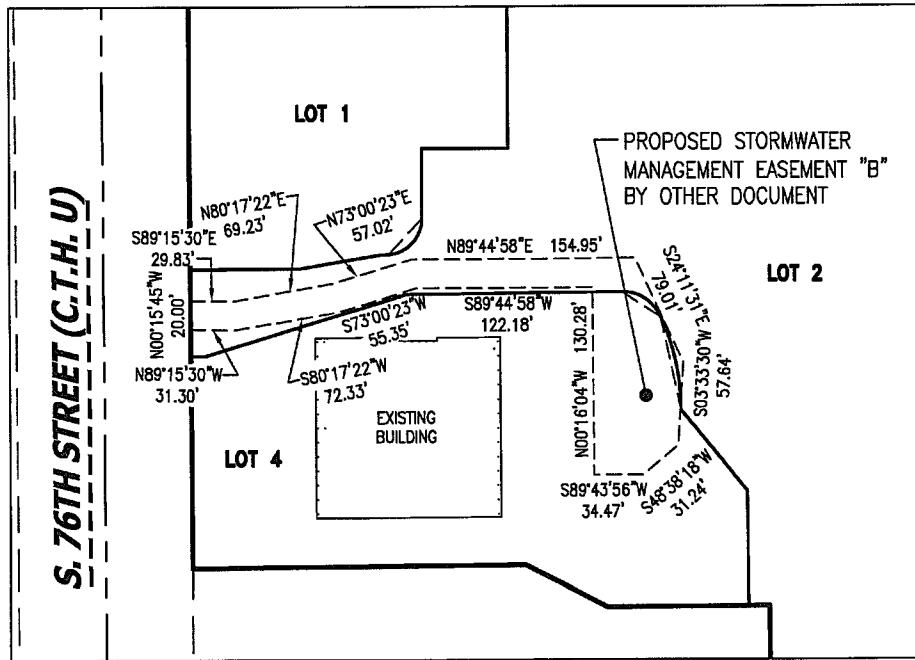 LOT 1
PROPOSED STORMWATER
MANAGEMENT EASEMENT "B"
BY OTHER DOCUMENT
S. 76TH STREET (C.T.H. U)
N80°17'22"E
69.23'
N73°00'23"E
57.02'
S89°15'30"E
29.83'
N89°44'58"E 154.95'
S24°11'31"E
79.01'
LOT 2
N00°15'45"W
20.00'
S89°44'58"W
122.18'
S73°00'23"W
55.35'
N00°16'04"W 130.28'
S03°33'30"W
57.64'
N89°15'30"W
31.30'
S80°17'22"W
72.33'
EXISTING
BUILDING
LOT 4
S89°43'56"W
34.47'
S48°38'18"W
31.24'